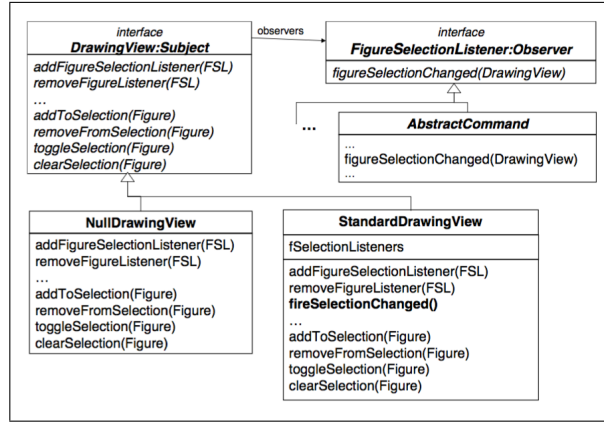 interface
DrawingView:Subject
addFigureSelectionListener(FSL)
removeFigureListener(FSL)
...
addToSelection(Figure)
removeFromSelection(Figure)
toggleSelection(Figure)
clearSelection(Figure)
observers
interface
FigureSelectionListener:Observer
figureSelectionChanged(DrawingView)
...
AbstractCommand
...
figureSelectionChanged(DrawingView)
...
NullDrawingView
addFigureSelectionListener(FSL)
removeFigureListener(FSL)
...
addToSelection(Figure)
removeFromSelection(Figure)
toggleSelection(Figure)
clearSelection(Figure)
StandardDrawingView
fSelectionListeners
addFigureSelectionListener(FSL)
removeFigureListener(FSL)
fireSelectionChanged()
...
addToSelection(Figure)
removeFromSelection(Figure)
toggleSelection(Figure)
clearSelection(Figure)